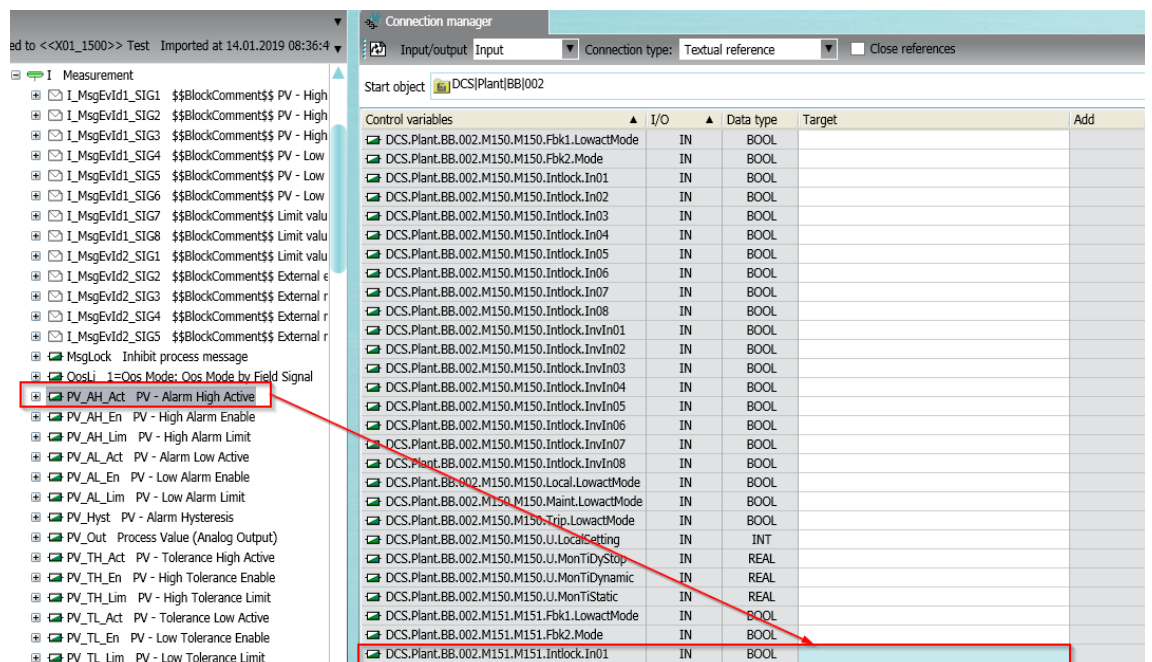 Connection manager
ed to <<X01_1500>> Test Imported at 14.01.2019 08:36:4
Input/output Input Connection type: Textual reference Close references
Start object DCS|Plant|BB|002
I Measurement
I_MsgEvId1_SIG1 $$BlockComment$$ PV - High
I_MsgEvId1_SIG2 $$BlockComment$$ PV - High
I_MsgEvId1_SIG3 $$BlockComment$$ PV - High
I_MsgEvId1_SIG4 $$BlockComment$$ PV - Low
I_MsgEvId1_SIG5 $$BlockComment$$ PV - Low
I_MsgEvId1_SIG6 $$BlockComment$$ PV - Low
I_MsgEvId1_SIG7 $$BlockComment$$ Limit valu
I_MsgEvId1_SIG8 $$BlockComment$$ Limit valu
I_MsgEvId2_SIG1 $$BlockComment$$ Limit valu
I_MsgEvId2_SIG2 $$BlockComment$$ External e
I_MsgEvId2_SIG3 $$BlockComment$$ External r
I_MsgEvId2_SIG4 $$BlockComment$$ External r
I_MsgEvId2_SIG5 $$BlockComment$$ External r
MsgLock Inhibit process message
OosLi 1=Oos Mode: Oos Mode by Field Signal
PV_AH_Act PV - Alarm High Active
PV_AH_En PV - High Alarm Enable
PV_AH_Lim PV - High Alarm Limit
PV_AL_Act PV - Alarm Low Active
PV_AL_En PV - Low Alarm Enable
PV_AL_Lim PV - Low Alarm Limit
PV_Hyst PV - Alarm Hysteresis
PV_Out Process Value (Analog Output)
PV_TH_Act PV - Tolerance High Active
PV_TH_En PV - High Tolerance Enable
PV_TH_Lim PV - High Tolerance Limit
PV_TL_Act PV - Tolerance Low Active
PV_TL_En PV - Low Tolerance Enable
PV_TL_Lim PV - Low Tolerance Limit
Control variables I/O Data type Target Add
DCS.Plant.BB.002.M150.M150.Fbk1.LowactMode IN BOOL
DCS.Plant.BB.002.M150.M150.Fbk2.Mode IN BOOL
DCS.Plant.BB.002.M150.M150.Intlock.In01 IN BOOL
DCS.Plant.BB.002.M150.M150.Intlock.In02 IN BOOL
DCS.Plant.BB.002.M150.M150.Intlock.In03 IN BOOL
DCS.Plant.BB.002.M150.M150.Intlock.In04 IN BOOL
DCS.Plant.BB.002.M150.M150.Intlock.In05 IN BOOL
DCS.Plant.BB.002.M150.M150.Intlock.In06 IN BOOL
DCS.Plant.BB.002.M150.M150.Intlock.In07 IN BOOL
DCS.Plant.BB.002.M150.M150.Intlock.In08 IN BOOL
DCS.Plant.BB.002.M150.M150.Intlock.InvIn01 IN BOOL
DCS.Plant.BB.002.M150.M150.Intlock.InvIn02 IN BOOL
DCS.Plant.BB.002.M150.M150.Intlock.InvIn03 IN BOOL
DCS.Plant.BB.002.M150.M150.Intlock.InvIn04 IN BOOL
DCS.Plant.BB.002.M150.M150.Intlock.InvIn05 IN BOOL
DCS.Plant.BB.002.M150.M150.Intlock.InvIn06 IN BOOL
DCS.Plant.BB.002.M150.M150.Intlock.InvIn07 IN BOOL
DCS.Plant.BB.002.M150.M150.Intlock.InvIn08 IN BOOL
DCS.Plant.BB.002.M150.M150.Local.LowactMode IN BOOL
DCS.Plant.BB.002.M150.M150.Maint.LowactMode IN BOOL
DCS.Plant.BB.002.M150.M150.Trip.LowactMode IN BOOL
DCS.Plant.BB.002.M150.M150.U.LocalSetting IN INT
DCS.Plant.BB.002.M150.M150.U.MonTiDyStop IN REAL
DCS.Plant.BB.002.M150.M150.U.MonTiDynamic IN REAL
DCS.Plant.BB.002.M150.M150.U.MonTiStatic IN REAL
DCS.Plant.BB.002.M151.M151.Fbk1.LowactMode IN BOOL
DCS.Plant.BB.002.M151.M151.Fbk2.Mode IN BOOL
DCS.Plant.BB.002.M151.M151.Intlock.In01 IN BOOL